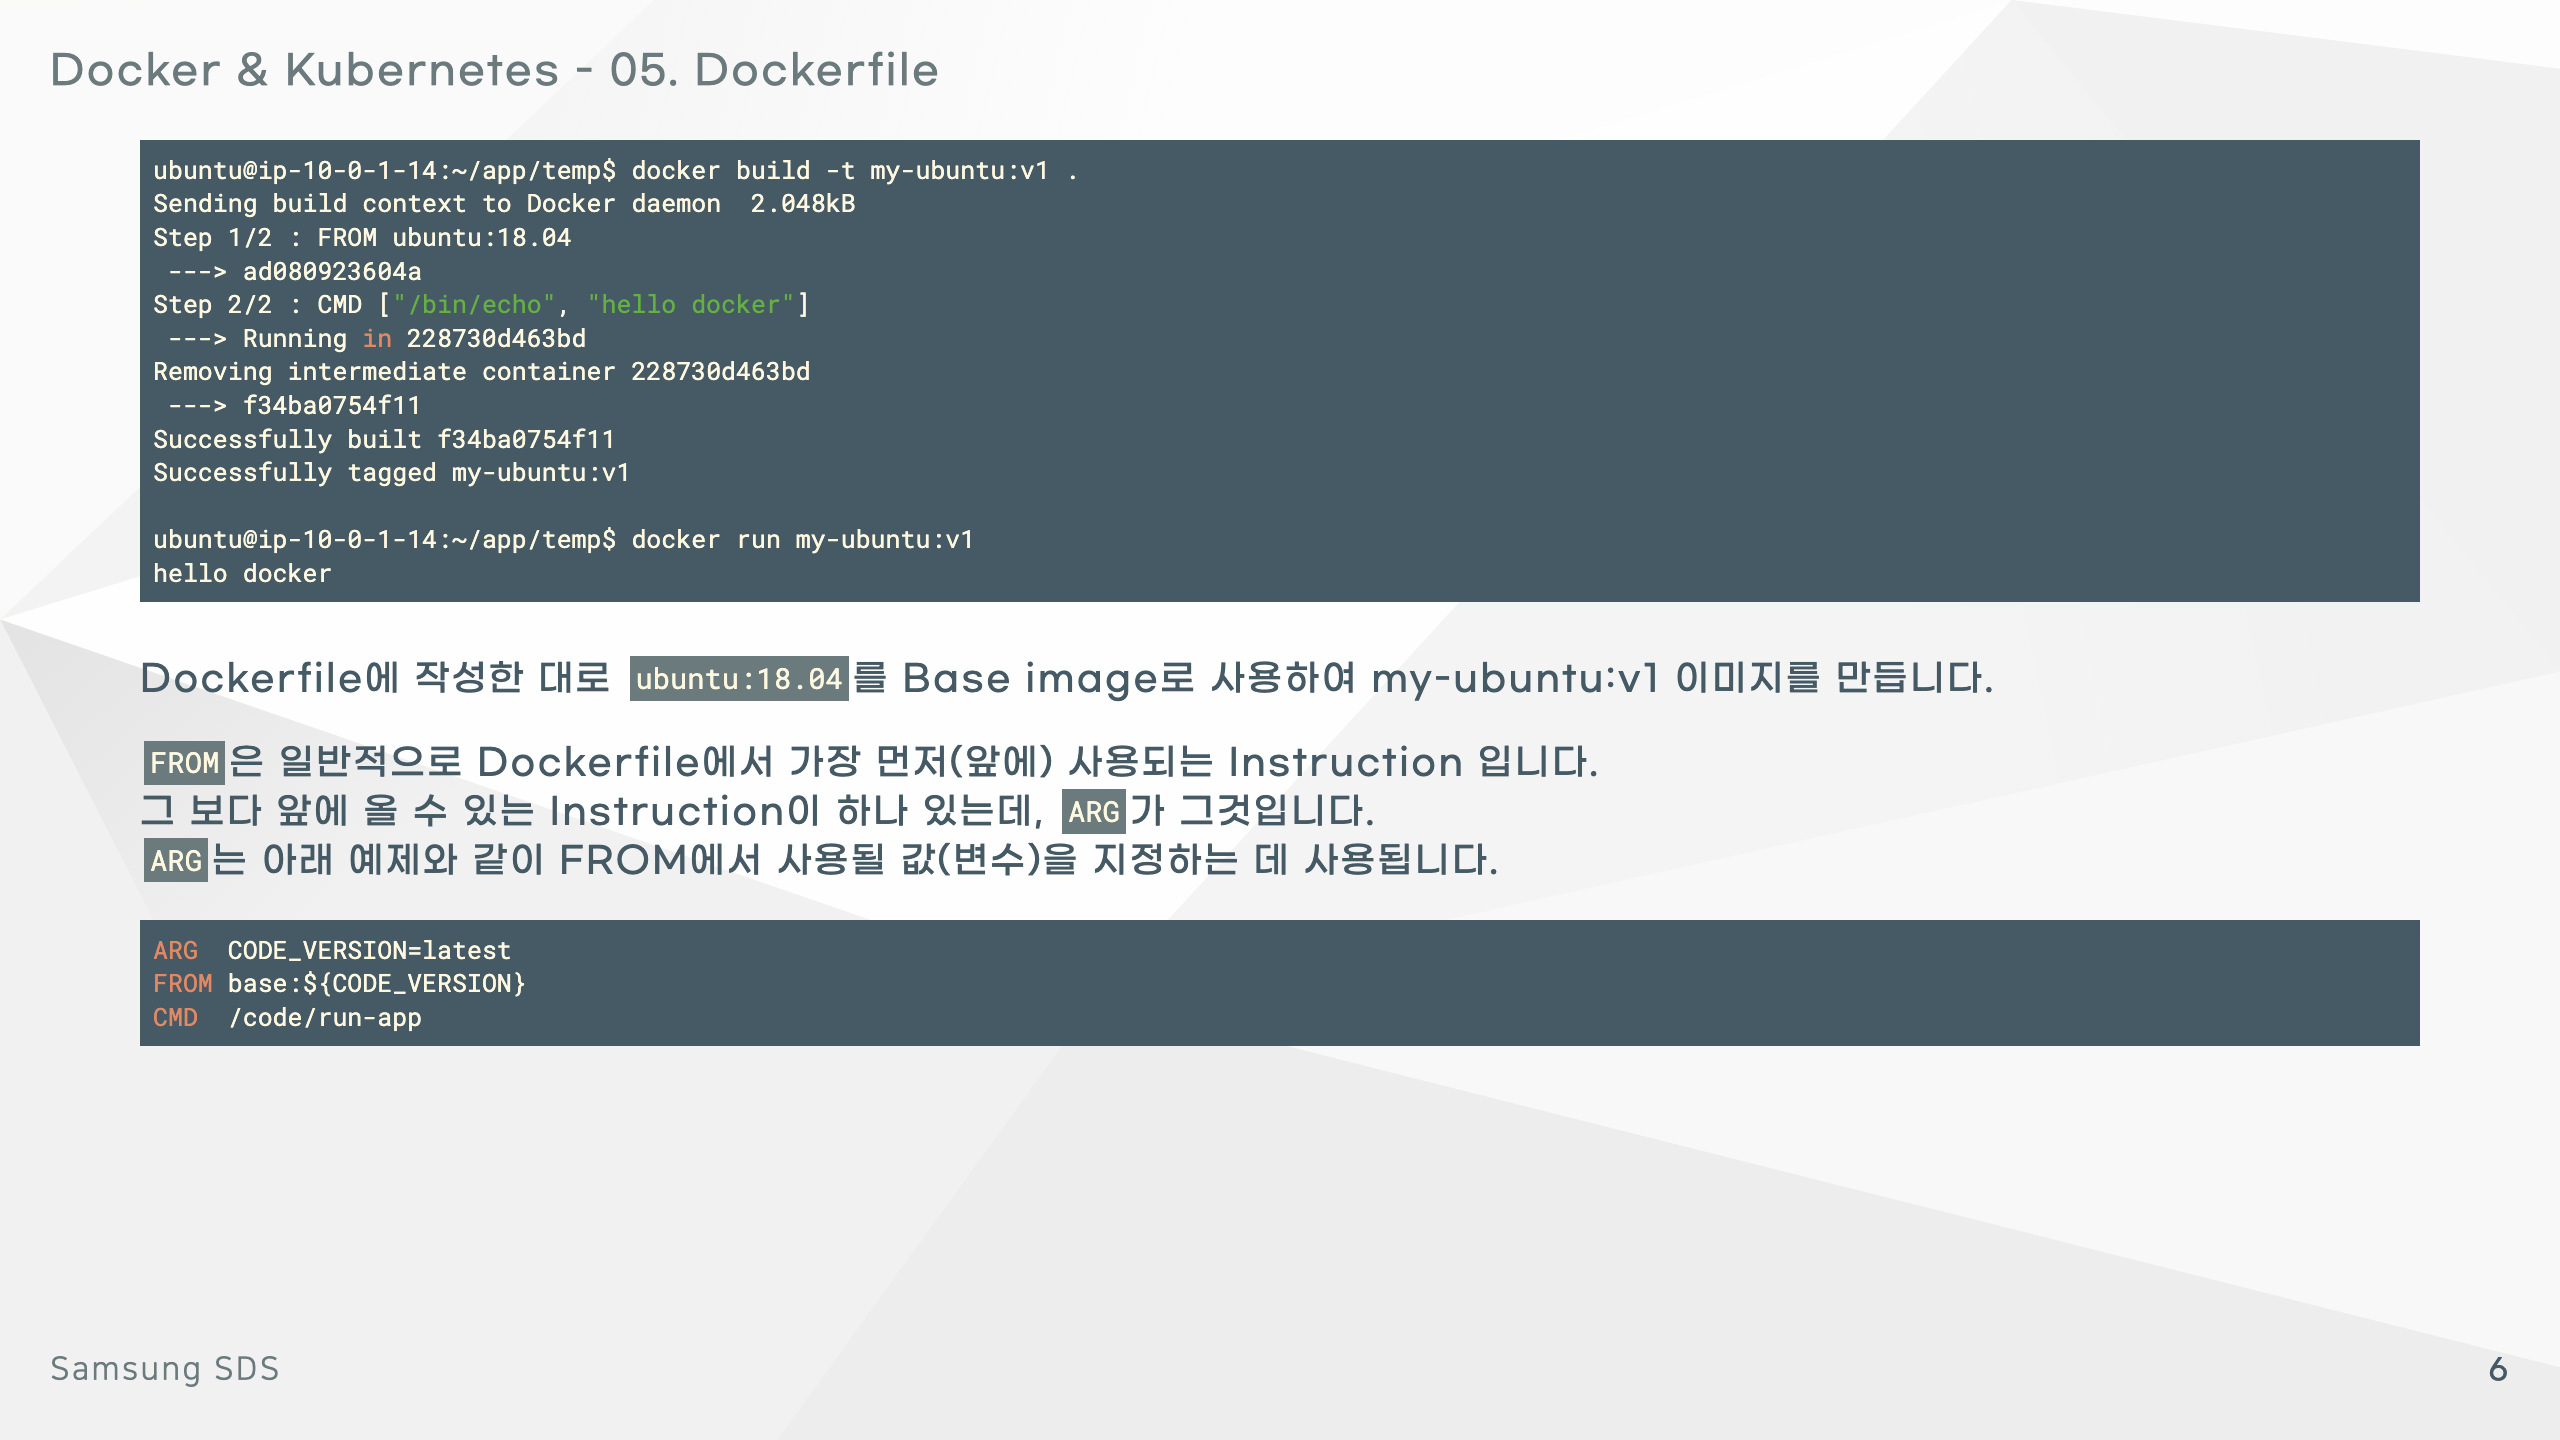 Docker & Kubernetes - 05. Dockerfile
ubuntu@ip-10-0-1-14:~/app/temp$ docker build -t my-ubuntu:v1 .
Sending build context to Docker daemon  2.048kB
Step 1/2 : FROM ubuntu:18.04
 ---> ad080923604a
Step 2/2 : CMD ["/bin/echo", "hello docker"]
 ---> Running in 228730d463bd
Removing intermediate container 228730d463bd
 ---> f34ba0754f11
Successfully built f34ba0754f11
Successfully tagged my-ubuntu:v1
ubuntu@ip-10-0-1-14:~/app/temp$ docker run my-ubuntu:v1
hello docker
Dockerfile에 작성한 대로 ubuntu:18.04를 Base image로 사용하여 my-ubuntu:v1 이미지를 만듭니다.
FROM은 일반적으로 Dockerfile에서 가장 먼저(앞에) 사용되는 Instruction 입니다.
그 보다 앞에 올 수 있는 Instruction이 하나 있는데, ARG가 그것입니다.
ARG는 아래 예제와 같이 FROM에서 사용될 값(변수)을 지정하는 데 사용됩니다.
ARG  CODE_VERSION=latest
FROM base:${CODE_VERSION}
CMD  /code/run-app
Samsung SDS
6